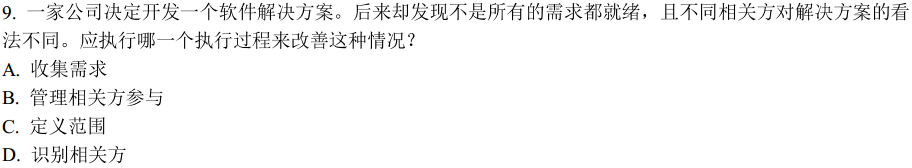 9. 一家公司决定开发一个软件解决方案。后来却发现不是所有的需求都就绪，且不同相关方对解决方案的看
法不同。应执行哪一个执行过程来改善这种情况？
A. 收集需求
B. 管理相关方参与
C. 定义范围
D. 识别相关方